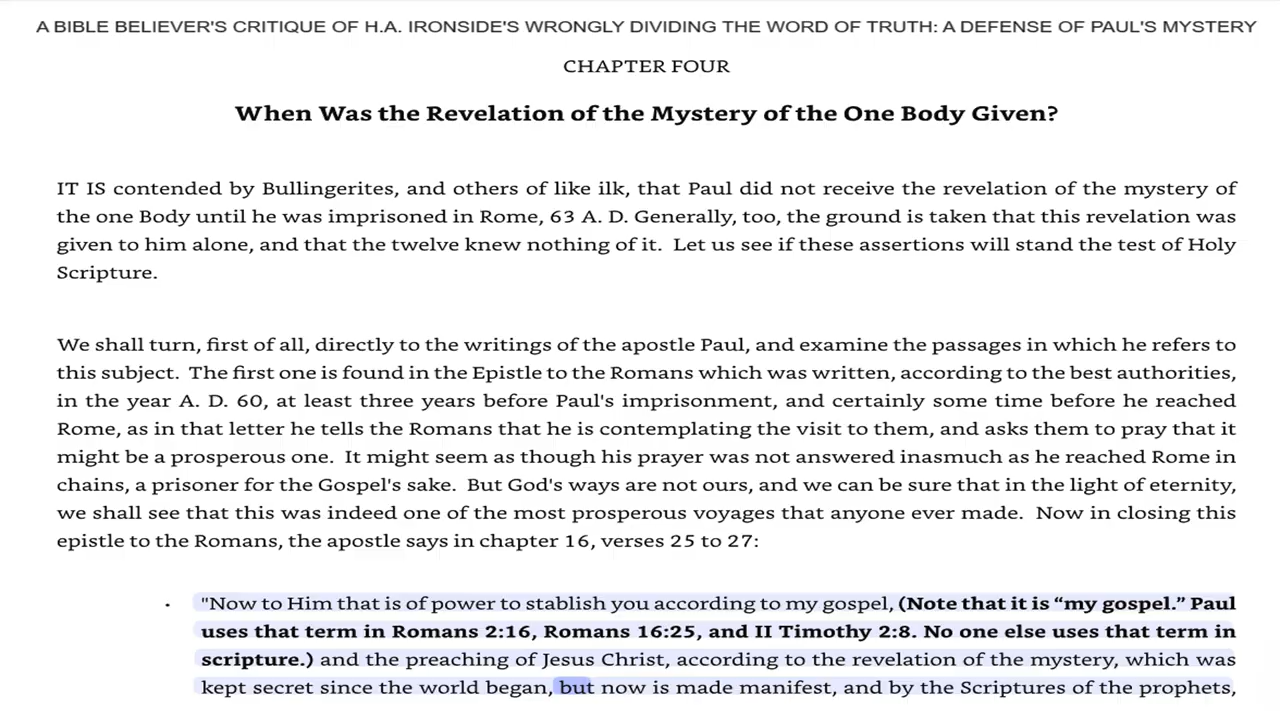 A BIBLE BELIEVER'S CRITIQUE OF H.A. IRONSIDE'S WRONGLY DIVIDING THE WORD OF TRUTH: A DEFENSE OF PAUL'S MYSTERY
CHAPTER FOUR
When Was the Revelation of the Mystery of the One Body Given?
IT IS contended by Bullingerites, and others of like ilk, that Paul did not receive the revelation of the mystery of
the one Body until he was imprisoned in Rome, 63 A. D. Generally, too, the ground is taken that this revelation was
given to him alone, and that the twelve knew nothing of it. Let us see if these assertions will stand the test of Holy
Scripture.
We shall turn, first of all, directly to the writings of the apostle Paul, and examine the passages in which he refers to
this subject. The first one is found in the Epistle to the Romans which was written, according to the best authorities,
in the year A. D. 60, at least three years before Paul's imprisonment, and certainly some time before he reached
Rome, as in that letter he tells the Romans that he is contemplating the visit to them, and asks them to pray that it
might be a prosperous one. It might seem as though his prayer was not answered inasmuch as he reached Rome in
chains, a prisoner for the Gospel's sake. But God's ways are not ours, and we can be sure that in the light of eternity,
we shall see that this was indeed one of the most prosperous voyages that anyone ever made. Now in closing this
epistle to the Romans, the apostle says in chapter 16, verses 25 to 27:
· "Now to Him that is of power to stablish you according to my gospel, (Note that it is “my gospel.” Paul
uses that term in Romans 2:16, Romans 16:25, and II Timothy 2:8. No one else uses that term in
scripture.) and the preaching of Jesus Christ, according to the revelation of the mystery, which was
kept secret since the world began, but now is made manifest, and by the Scriptures of the prophets,